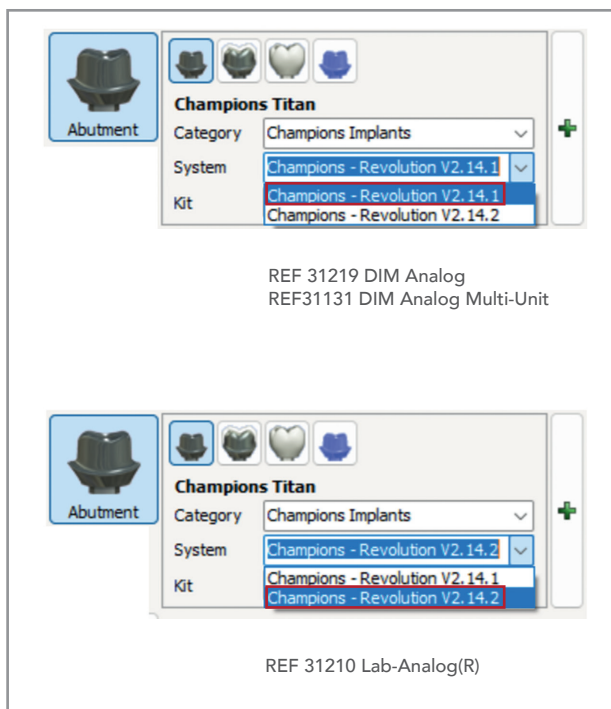 Abutment
Champions Titan
Category Champions Implants
System Champions - Revolution V2.14.1
Kit Champions - Revolution V2.14.1
Champions - Revolution V2.14.2
REF 31219 DIM Analog
REF31131 DIM Analog Multi-Unit
Abutment
Champions Titan
Category Champions Implants
System Champions - Revolution V2.14.2
Kit Champions - Revolution V2.14.1
Champions - Revolution V2.14.2
REF 31210 Lab-Analog(R)